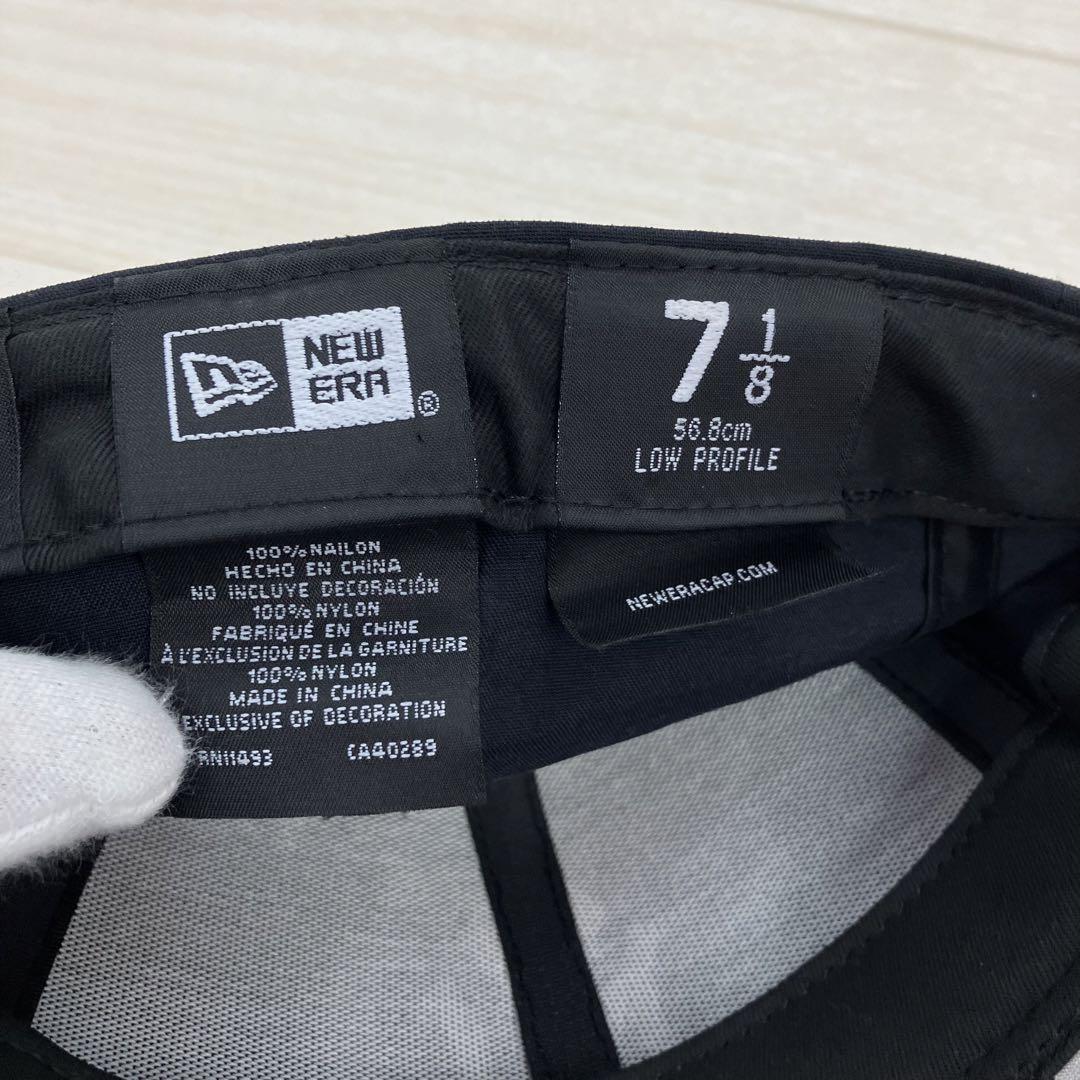 NEW
ERA
®
7 1/8
56.8cm
LOW PROFILE
100% NAILON
HECHO EN CHINA
NO INCLUYE DECORACIÓN
100% NYLON
FABRIQUÉ EN CHINE
À L'EXCLUSION DE LA GARNITURE
100% NYLON
MADE IN CHINA
EXCLUSIVE OF DECORATION
RN11493 CA40289
NEWERACAP.COM